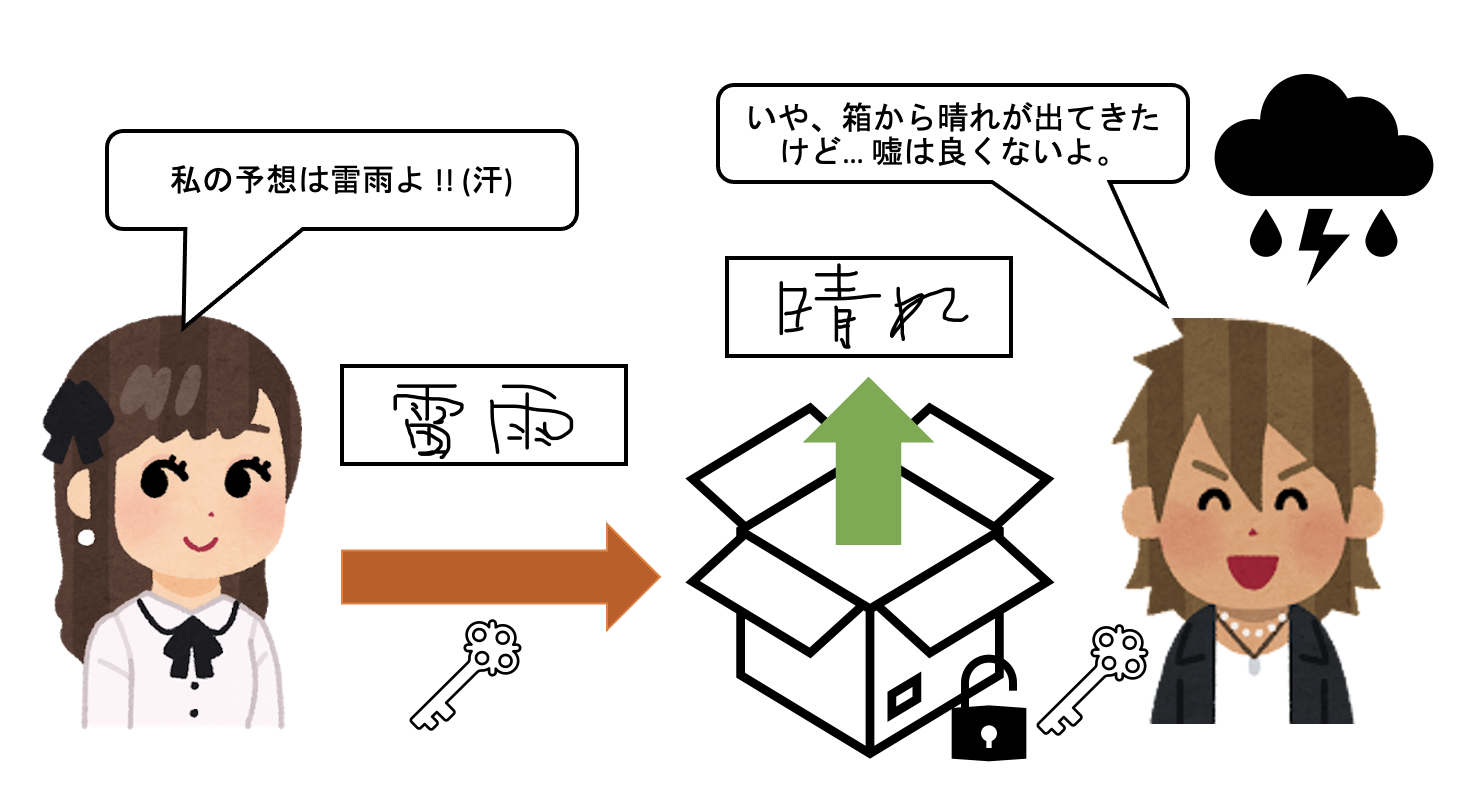 私の予想は雷雨よ !! (汗)
いや、箱から晴れが出てきた
けど... 嘘は良くないよ。
晴れ
雷雨